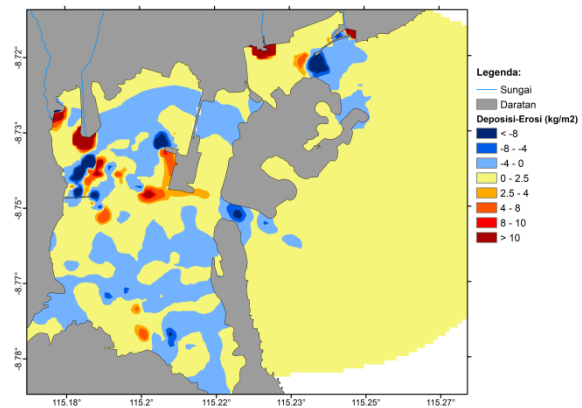 -8.72°
-8.73°
-8.75°
-8.77°
-8.78°
115.18°
115.2°
115.22°
115.23°
115.25°
115.27°
Legenda:
Sungai
Daratan
Deposisi-Erosi (kg/m2)
< -8
-8 - -4
-4 - 0
0 - 2.5
2.5 - 4
4 - 8
8 - 10
> 10